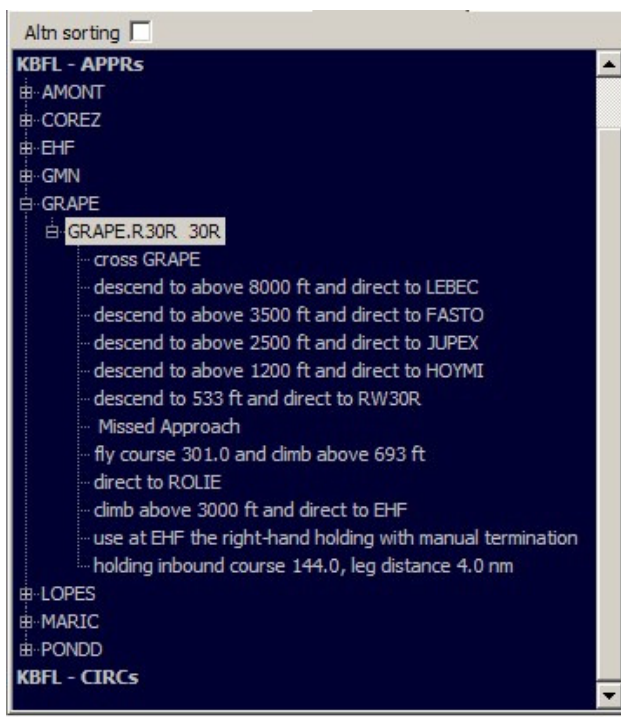 Altn sorting
KBFL - APPRs
AMONT
COREZ
EHF
GMN
GRAPE
GRAPE.R30R 30R
cross GRAPE
descend to above 8000 ft and direct to LEBEC
descend to above 3500 ft and direct to FASTO
descend to above 2500 ft and direct to JUPEX
descend to above 1200 ft and direct to HOYMI
descend to 533 ft and direct to RW30R
Missed Approach
fly course 301.0 and climb above 693 ft
direct to ROLIE
climb above 3000 ft and direct to EHF
use at EHF the right-hand holding with manual termination
holding inbound course 144.0, leg distance 4.0 nm
LOPES
MARIC
PONDD
KBFL - CIRCs